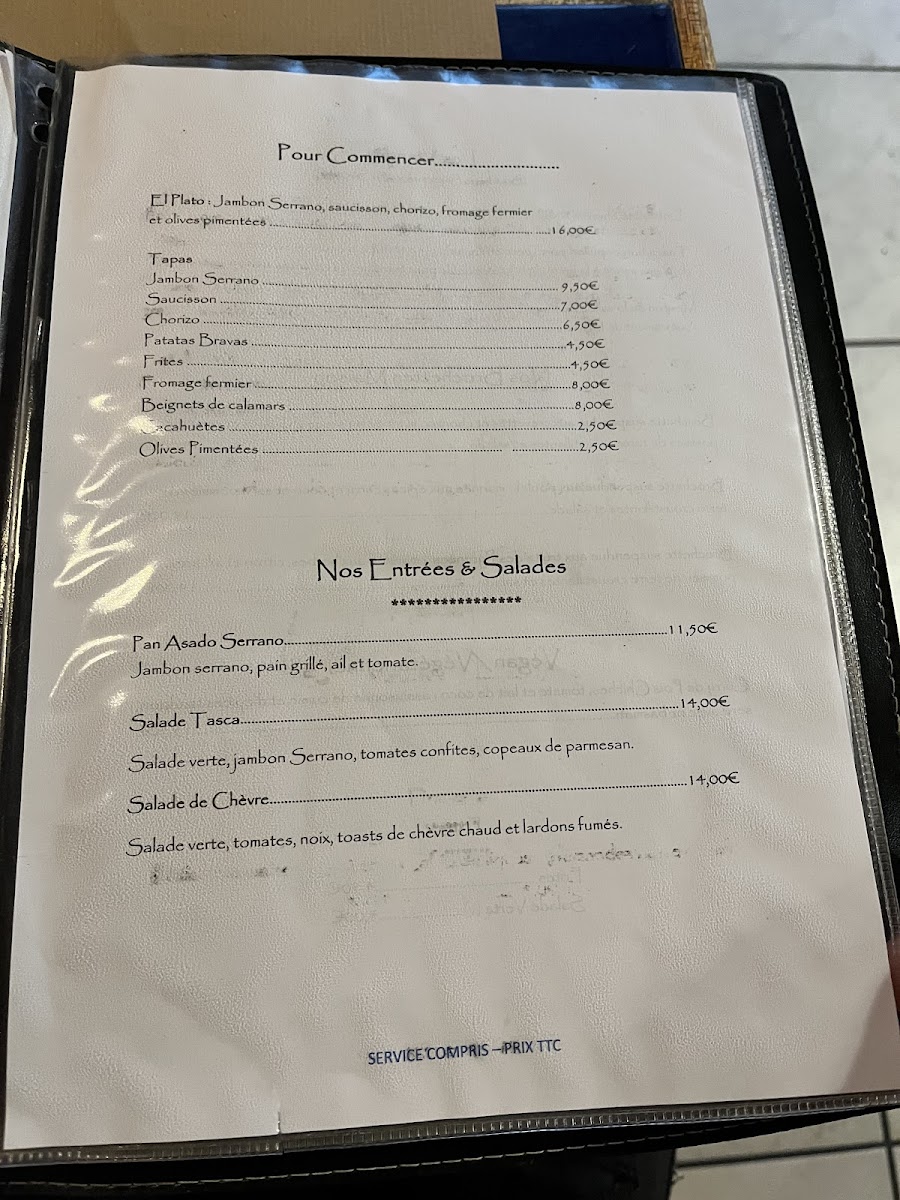 Pour Commencer............................
El Plato : Jambon Serrano, saucisson, chorizo, fromage fermier
et olives pimentées ........................................................................ .....16,00€
Tapas
Jambon Serrano ................................................................................ 9,50€
Saucisson .........................................................................................7,00€
Chorizo .............................................................................................6,50€
Patatas Bravas .................................................................................4,50€
Frites .................................................................................................4,50€
Fromage fermier................................................................................8,00€
Beignets de calamars .......................................................................8,00€
Cacahuètes ......................................................................................2,50€
Olives Pimentées ............................................................ .................2,50€
Nos Entrées & Salades
****************
Pan Asado Serrano..............................................................................................11,50€
Jambon serrano, pain grillé, ail et tomate.
Salade Tasca.........................................................................................................14,00€
Salade verte, jambon Serrano, tomates confites, copeaux de parmesan.
Salade de Chèvre..................................................................................................14,00€
Salade verte, tomates, noix, toasts de chèvre chaud et lardons fumés.
SERVICE COMPRIS – PRIX TTC